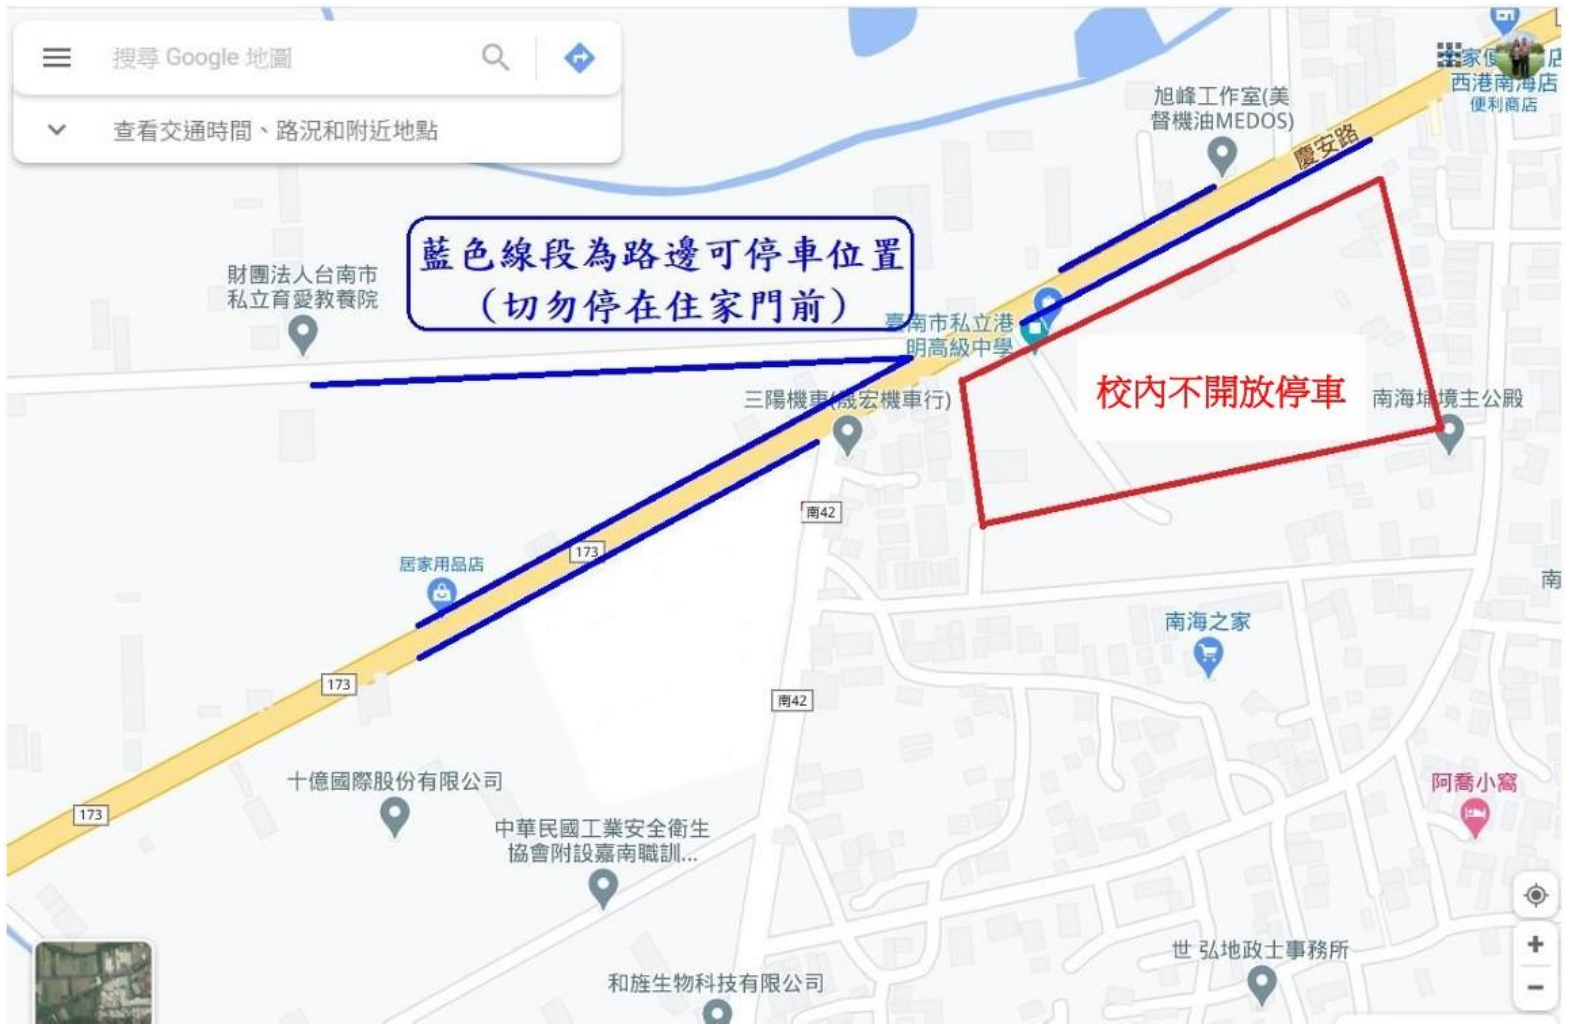 搜尋 Google 地圖
查看交通時間、路況和附近地點
西港南海店
便利商店
旭峰工作室(美
督機油MEDOS)
慶安路
藍色線段為路邊可停車位置
(切勿停在住家門前)
財團法人台南市
私立育愛教養院
臺南市私立港
明高級中學
校內不開放停車
三陽機車(晟宏機車行)
南海埔境主公殿
南42
173
居家用品店
南
南海之家
173
南42
十億國際股份有限公司
阿喬小窩
173
中華民國工業安全衛生
協會附設嘉南職訓...
世 弘地政士事務所
和旌生物科技有限公司